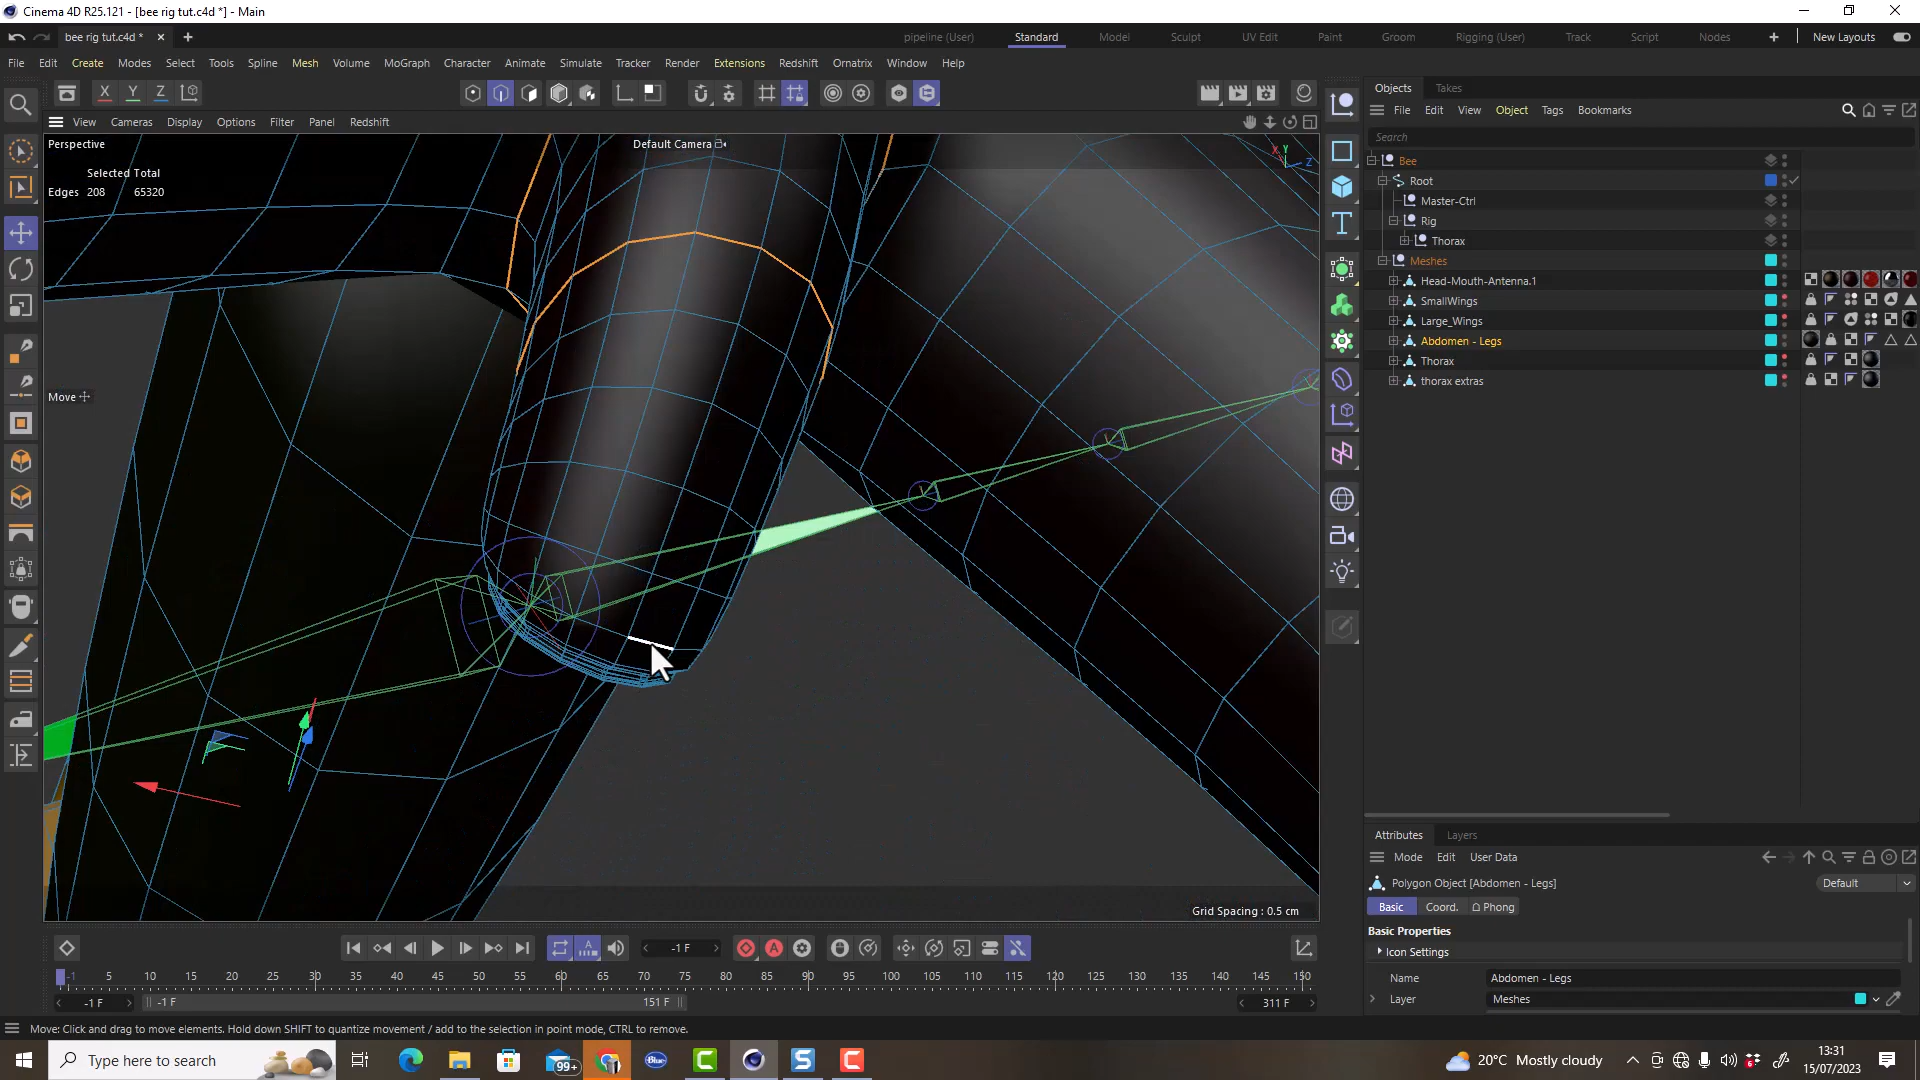 Cinema 4D R25.121 - [bee rig tut.c4d *] - Main
bee rig tut.c4d *
pipeline (User)
Standard
Model
Sculpt
UV Edit
Paint
Groom
Rigging (User)
Track
Script
Nodes
New Layouts
File Edit Create Modes Select Tools Spline Mesh Volume MoGraph Character Animate Simulate Tracker Render Extensions Redshift Ornatrix Window Help
X Y Z
View Cameras Display Options Filter Panel Redshift
Perspective
Default Camera
Selected Total
Edges 208 65320
Move
Y
X
Z
Grid Spacing : 0.5 cm
Objects Takes
File Edit View Object Tags Bookmarks
Search
Bee
Root
Master-Ctrl
Rig
Thorax
Meshes
Head-Mouth-Antenna.1
SmallWings
Large_Wings
Abdomen - Legs
Thorax
thorax extras
Attributes Layers
Mode Edit User Data
Polygon Object [Abdomen - Legs]
Default
Basic Coord. Phong
Basic Properties
Icon Settings
Name Abdomen - Legs
Layer Meshes
-1 F
-1 5 10 15 20 25 30 35 40 45 50 55 60 65 70 75 80 85 90 95 100 105 110 115 120 125 130 135 140 145 150
-1 F
-1 F
151 F
311 F
Move: Click and drag to move elements. Hold down SHIFT to quantize movement / add to the selection in point mode, CTRL to remove.
Type here to search
99+
Blue
20°C Mostly cloudy
13:31
15/07/2023